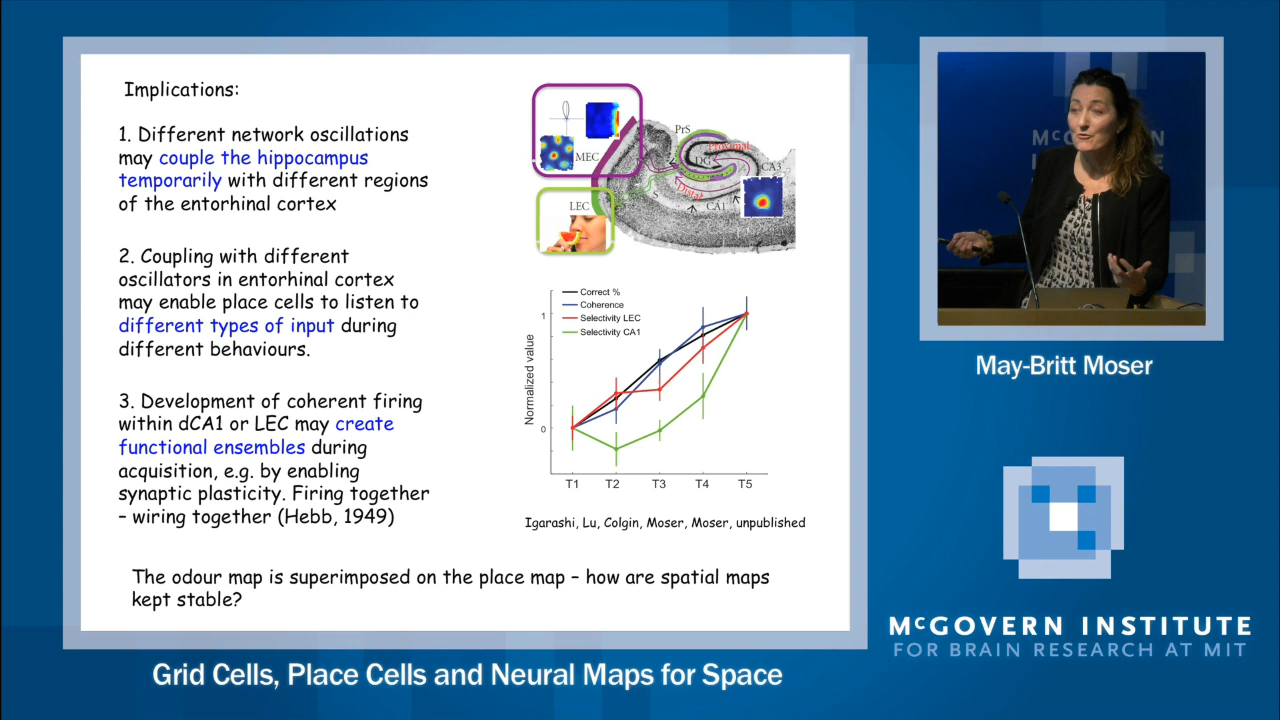 Implications:
1. Different network oscillations
may couple the hippocampus
temporarily with different regions
of the entorhinal cortex
2. Coupling with different
oscillators in entorhinal cortex
may enable place cells to listen to
different types of input during
different behaviours.
3. Development of coherent firing
within dCA1 or LEC may create
functional ensembles during
acquisition, e.g. by enabling
synaptic plasticity. Firing together
– wiring together (Hebb, 1949)
PrS
Proximal
MEC
DG
CA3
Distal
LEC
CA1
Correct %
Coherence
Selectivity LEC
Selectivity CA1
Normalized value
1
0
T1 T2 T3 T4 T5
Igarashi, Lu, Colgin, Moser, Moser, unpublished
The odour map is superimposed on the place map – how are spatial maps
kept stable?
Grid Cells, Place Cells and Neural Maps for Space
MCGOVERN
INSTITUTE
May-Britt Moser
McGOVERN INSTITUTE
FOR BRAIN RESEARCH AT MIT